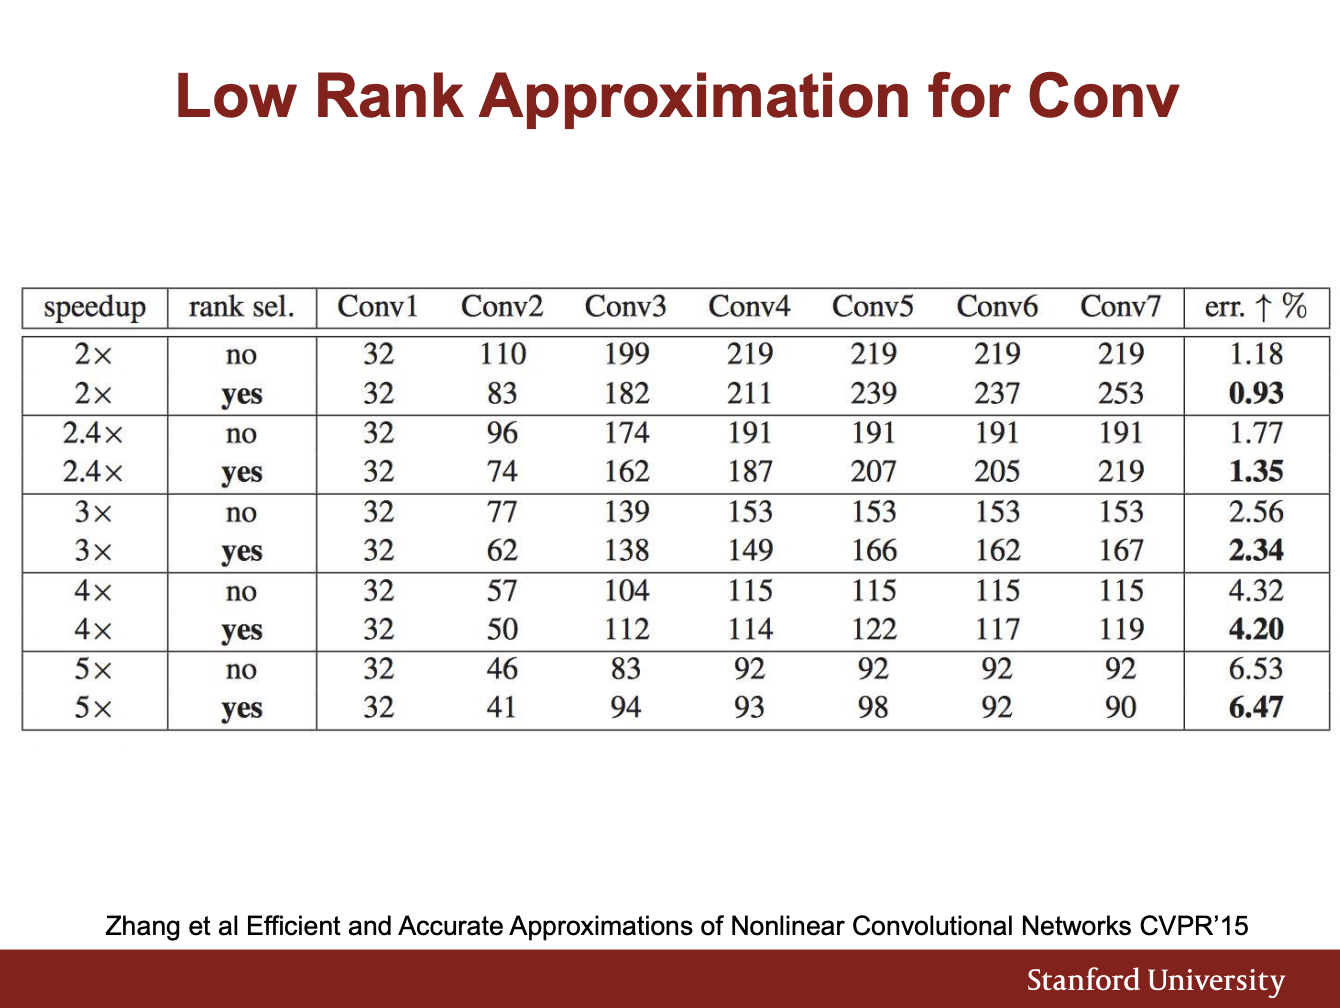 Low Rank Approximation for Conv
speedup rank sel. Conv1 Conv2 Conv3 Conv4 Conv5 Conv6 Conv7 err. ↑ %
2× no 32 110 199 219 219 219 219 1.18
2× yes 32 83 182 211 239 237 253 0.93
2.4× no 32 96 174 191 191 191 191 1.77
2.4× yes 32 74 162 187 207 205 219 1.35
3× no 32 77 139 153 153 153 153 2.56
3× yes 32 62 138 149 166 162 167 2.34
4× no 32 57 104 115 115 115 115 4.32
4× yes 32 50 112 114 122 117 119 4.20
5× no 32 46 83 92 92 92 92 6.53
5× yes 32 41 94 93 98 92 90 6.47
Zhang et al Efficient and Accurate Approximations of Nonlinear Convolutional Networks CVPR’15
Stanford University